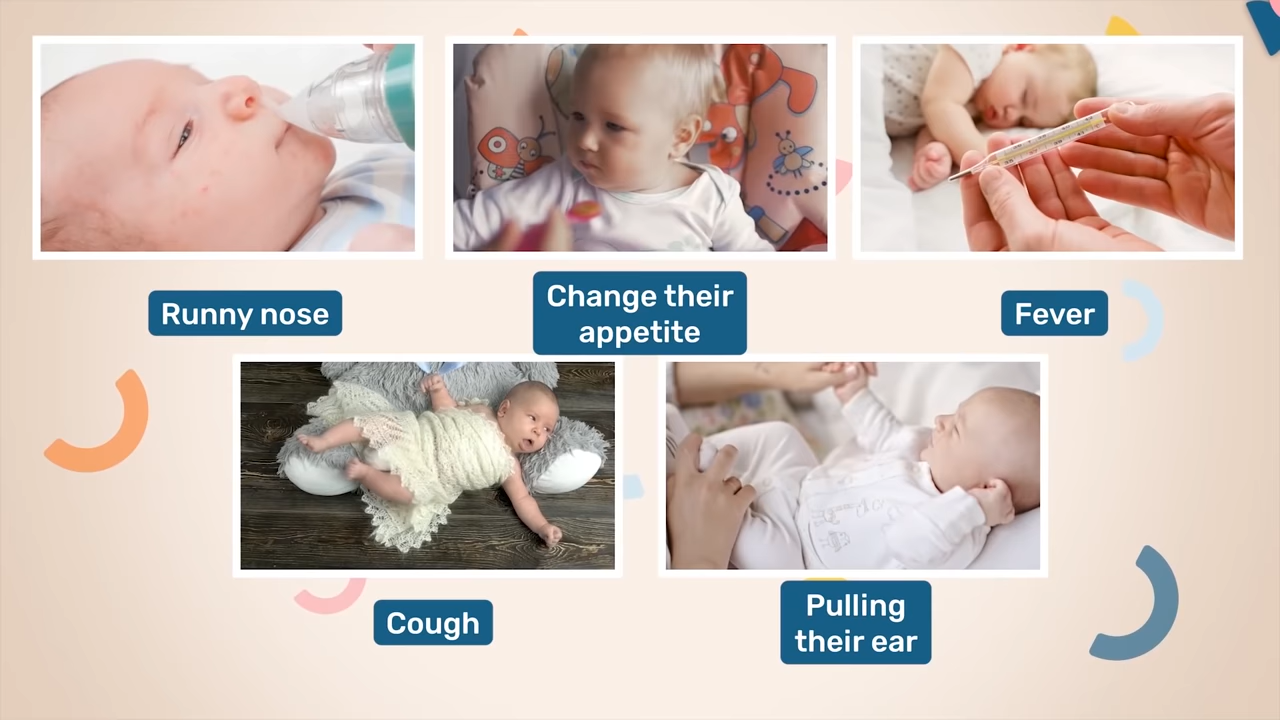 Runny nose
Change their
appetite
Fever
Cough
Pulling
their ear